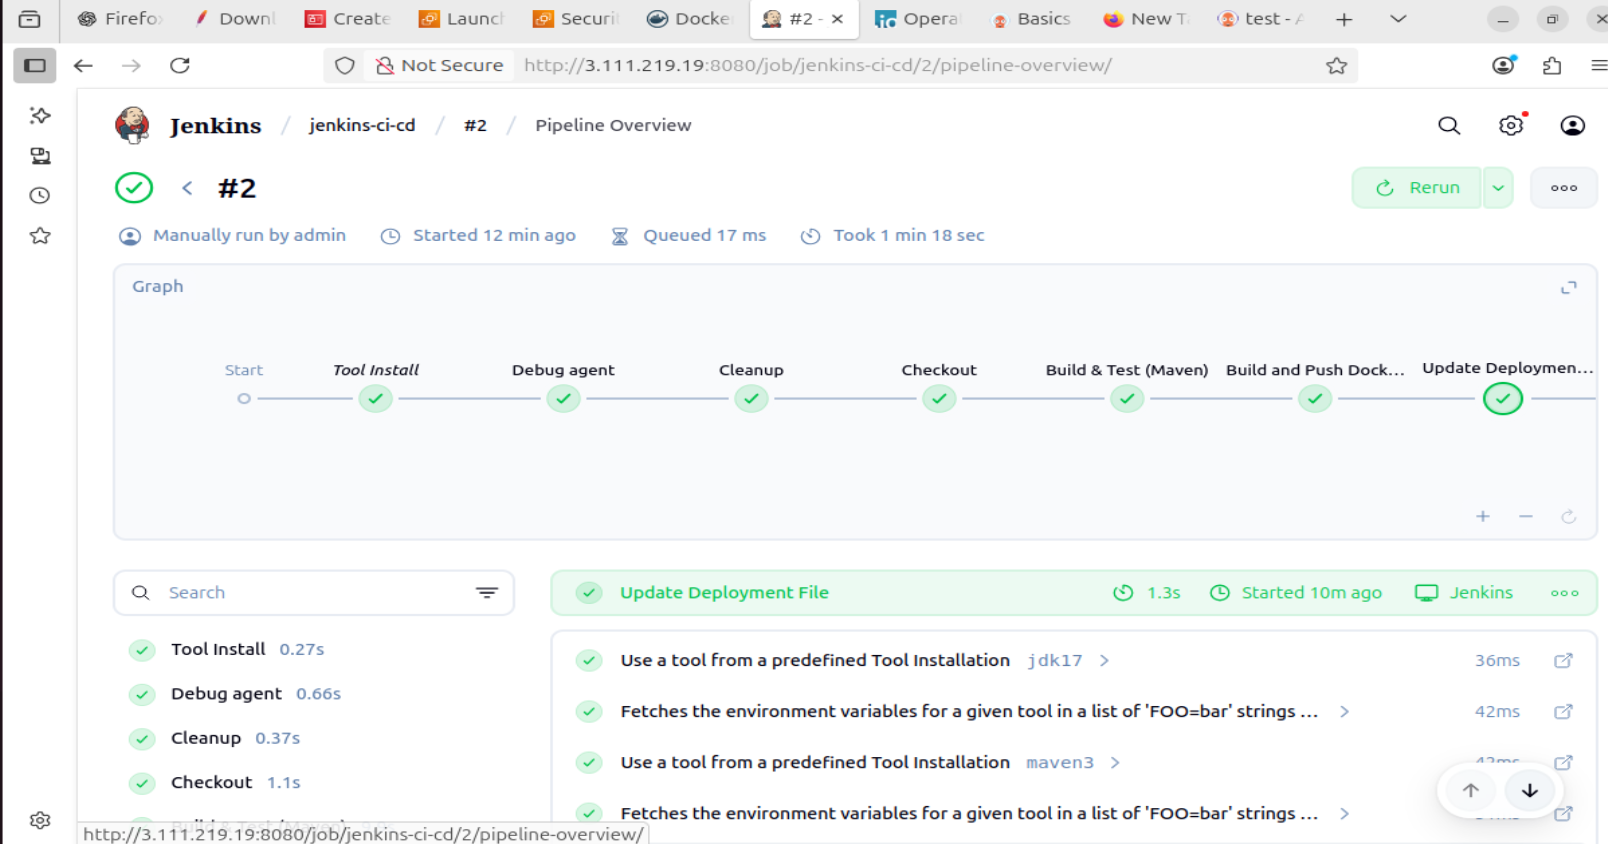 Firefo
Downl
Create
Launch
Securit
Docke
#2 -
Opera
Basics
New T
test - A
Not Secure
http://3.111.219.19:8080/job/jenkins-ci-cd/2/pipeline-overview/
Jenkins / jenkins-ci-cd / #2 / Pipeline Overview
#2
Rerun
Manually run by admin
Started 12 min ago
Queued 17 ms
Took 1 min 18 sec
Graph
Start
Tool Install
Debug agent
Cleanup
Checkout
Build & Test (Maven)
Build and Push Dock...
Update Deploymen...
Search
Tool Install 0.27s
Debug agent 0.66s
Cleanup 0.37s
Checkout 1.1s
Build & Test (Maven)
Update Deployment File 1.3s Started 10m ago Jenkins
Use a tool from a predefined Tool Installation jdk17 36ms
Fetches the environment variables for a given tool in a list of 'FOO=bar' strings ... 42ms
Use a tool from a predefined Tool Installation maven3 42ms
Fetches the environment variables for a given tool in a list of 'FOO=bar' strings ...
http://3.111.219.19:8080/job/jenkins-ci-cd/2/pipeline-overview/